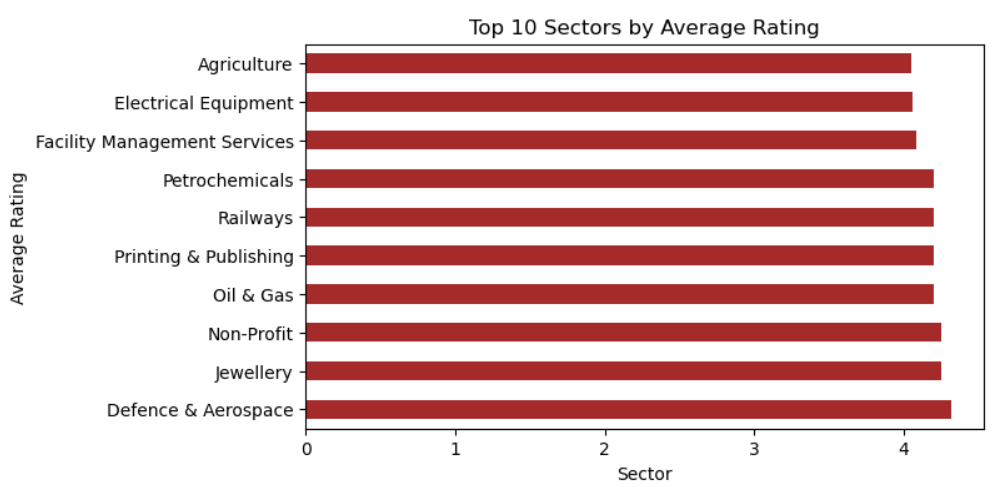 Top 10 Sectors by Average Rating
Average Rating
Agriculture
Electrical Equipment
Facility Management Services
Petrochemicals
Railways
Printing & Publishing
Oil & Gas
Non-Profit
Jewellery
Defence & Aerospace
0 1 2 3 4
Sector